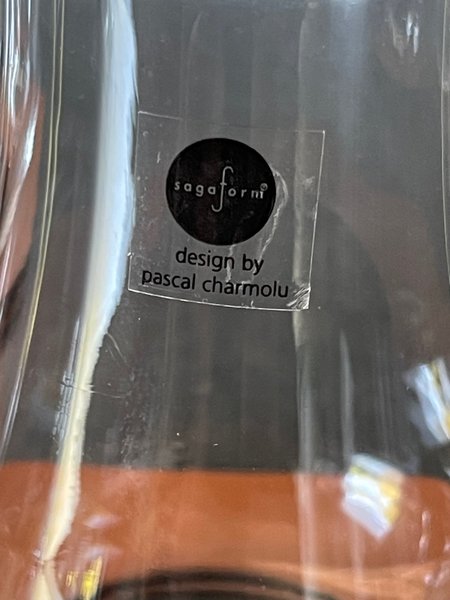 sagaform®
design by
pascal charmolu